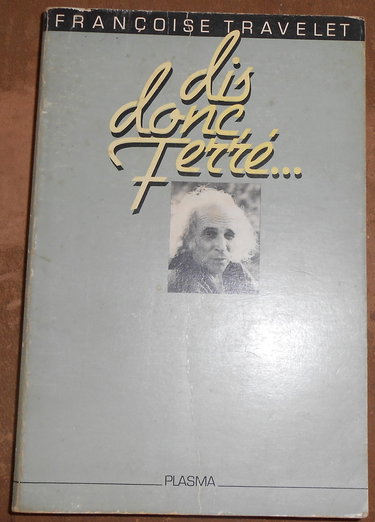 FRANÇOISE TRAVELET
dis
donc,
Ferré...
PLASMA